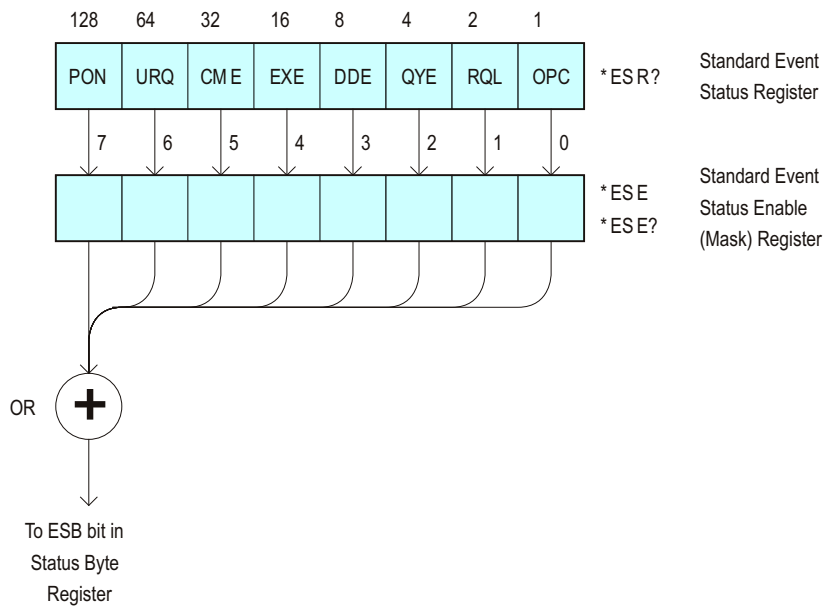 128 64 32 16 8 4 2 1
PON URQ CME EXE DDE QYE RQL OPC *ESR? Standard Event
Status Register
7 6 5 4 3 2 1 0
*ESE Standard Event
*ESE? Status Enable
(Mask) Register
OR +
To ESB bit in
Status Byte
Register